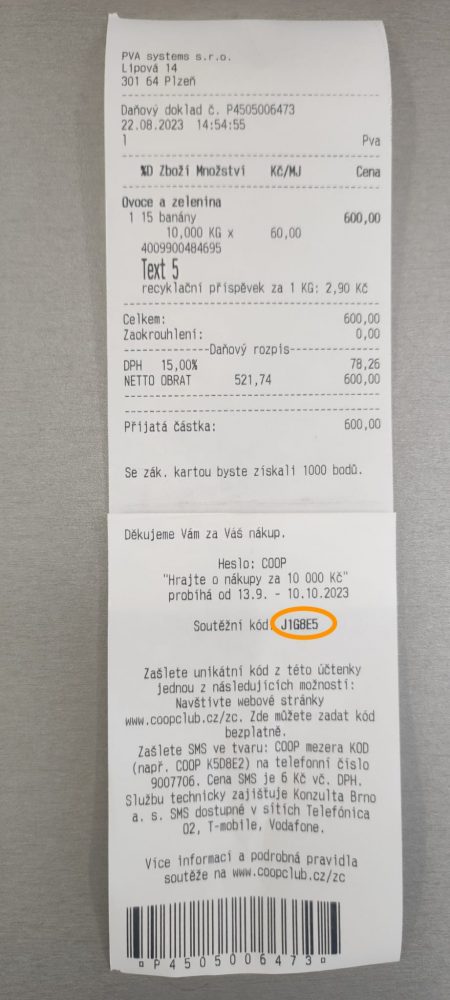 PVA systems s.r.o.
Lipová 14
301 64 Plzeň
Daňový doklad č. P4505006473
22.08.2023 14:54:55
1 Pva
%D Zboží Množství Kč/MJ Cena
Ovoce a zelenina
1 15 banány 600,00
10,000 KG x 60,00
4009900484695
Text 5
recyklační příspěvek za 1 KG: 2,90 Kč
Celkem: 600,00
Zaokrouhlení: 0,00
Daňový rozpis
DPH 15,00% 78,26
NETTO OBRAT 521,74 600,00
Přijatá částka: 600,00
Se zák. kartou byste získali 1000 bodů.
Děkujeme Vám za Váš nákup.
Heslo: COOP
"Hrajte o nákupy za 10 000 Kč"
probíhá od 13.9. - 10.10.2023
Soutěžní kód: J1G8E5
Zašlete unikátní kód z této účtenky
jednou z následujících možností:
Navštivte webové stránky
www.coopclub.cz/zc. Zde můžete zadat kód
bezplatně.
Zašlete SMS ve tvaru: COOP mezera KOD
(např. COOP K5D8E2) na telefonní číslo
9007706. Cena SMS je 6 Kč vč. DPH.
Službu technicky zajištuje Konzulta Brno
a. s. SMS dostupné v sítích Telefónica
O2, T-mobile, Vodafone.
Více informací a podrobná pravidla
soutěže na www.coopclub.cz/zc
P4505006473